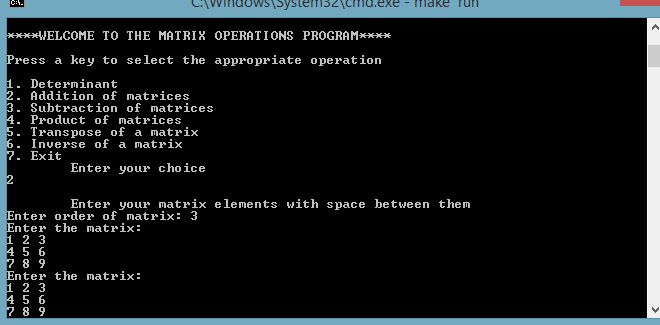 C:\Windows\System32\cmd.exe - make run
****WELCOME TO THE MATRIX OPERATIONS PROGRAM****
Press a key to select the appropriate operation
1. Determinant
2. Addition of matrices
3. Subtraction of matrices
4. Product of matrices
5. Transpose of a matrix
6. Inverse of a matrix
7. Exit
Enter your choice
2
Enter your matrix elements with space between them
Enter order of matrix: 3
Enter the matrix:
1 2 3
4 5 6
7 8 9
Enter the matrix:
1 2 3
4 5 6
7 8 9